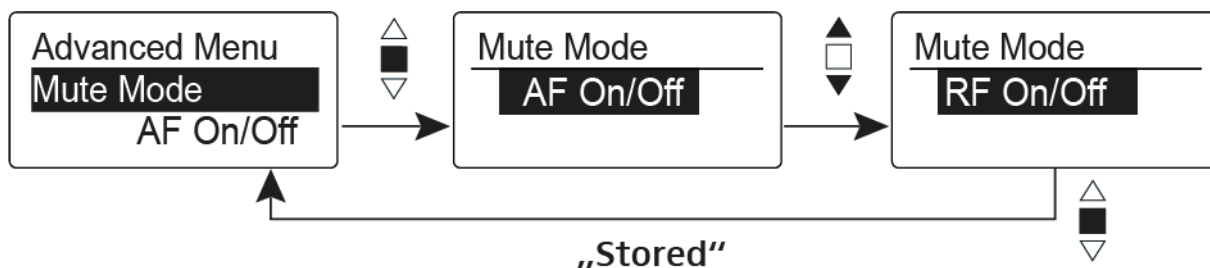 Advanced Menu
Mute Mode
AF On/Off
Mute Mode
AF On/Off
Mute Mode
RF On/Off
„Stored“